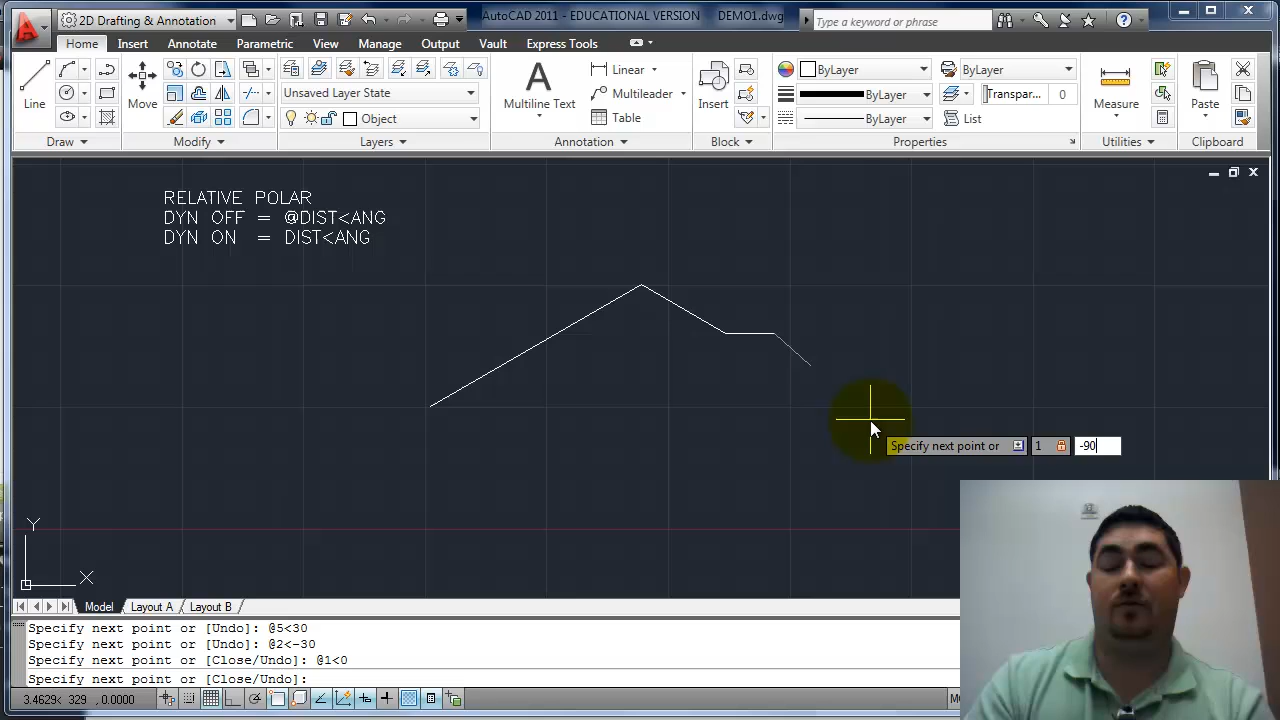 2D Drafting & Annotation
AutoCAD 2011 - EDUCATIONAL VERSION DEMO1.dwg
Type a keyword or phrase
Home Insert Annotate Parametric View Manage Output Vault Express Tools
Line
Move
Unsaved Layer State
Object
Multiline Text
Linear
Multileader
Table
Insert
ByLayer
ByLayer
ByLayer
ByLayer
Transpar... 0
List
Measure
Paste
Draw Modify Layers Annotation Block Properties Utilities Clipboard
RELATIVE POLAR
DYN OFF = @DIST<ANG
DYN ON = DIST<ANG
Specify next point or 1 -90
Y
X
Model Layout A Layout B
Specify next point or [Undo]: @5<30
Specify next point or [Undo]: @2<-30
Specify next point or [Close/Undo]: @1<0
Specify next point or [Close/Undo]:
3.4629< 329 , 0.0000